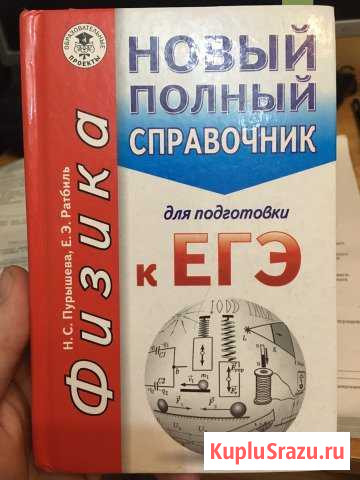 ОБРАЗОВАТЕЛЬНЫЕ
ПРОЕКТЫ
НОВЫЙ
ПОЛНЫЙ
СПРАВОЧНИК
для подготовки
к ЕГЭ
Н. С. Пурышева, Е. Э. Ратбиль
Физика
KupluSrazu.ru